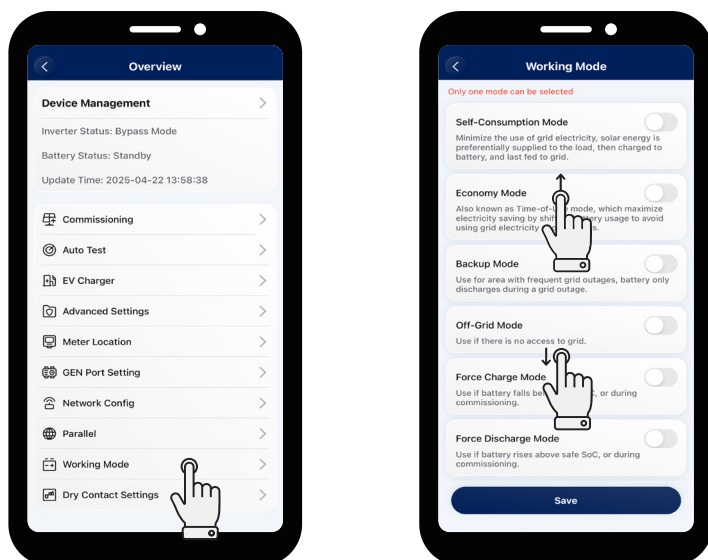 Overview
Device Management
Inverter Status: Bypass Mode
Battery Status: Standby
Update Time: 2025-04-22 13:58:38
Commissioning
Auto Test
EV Charger
Advanced Settings
Meter Location
GEN Port Setting
Network Config
Parallel
Working Mode
Dry Contact Settings
Working Mode
Only one mode can be selected
Self-Consumption Mode
Minimize the use of grid electricity, solar energy is
preferentially supplied to the load, then charged to
battery, and last fed to grid.
Economy Mode
Also known as Time-of-Use mode, which maximize
electricity saving by usage to avoid
using grid electricity
Backup Mode
Use for area with frequent grid outages, battery only
discharges during a grid outage.
Off-Grid Mode
Use if there is no access to grid.
Force Charge Mode
Use if battery falls or during
commissioning.
Force Discharge Mode
Use if battery rises above safe SoC, or during
commissioning.
Save